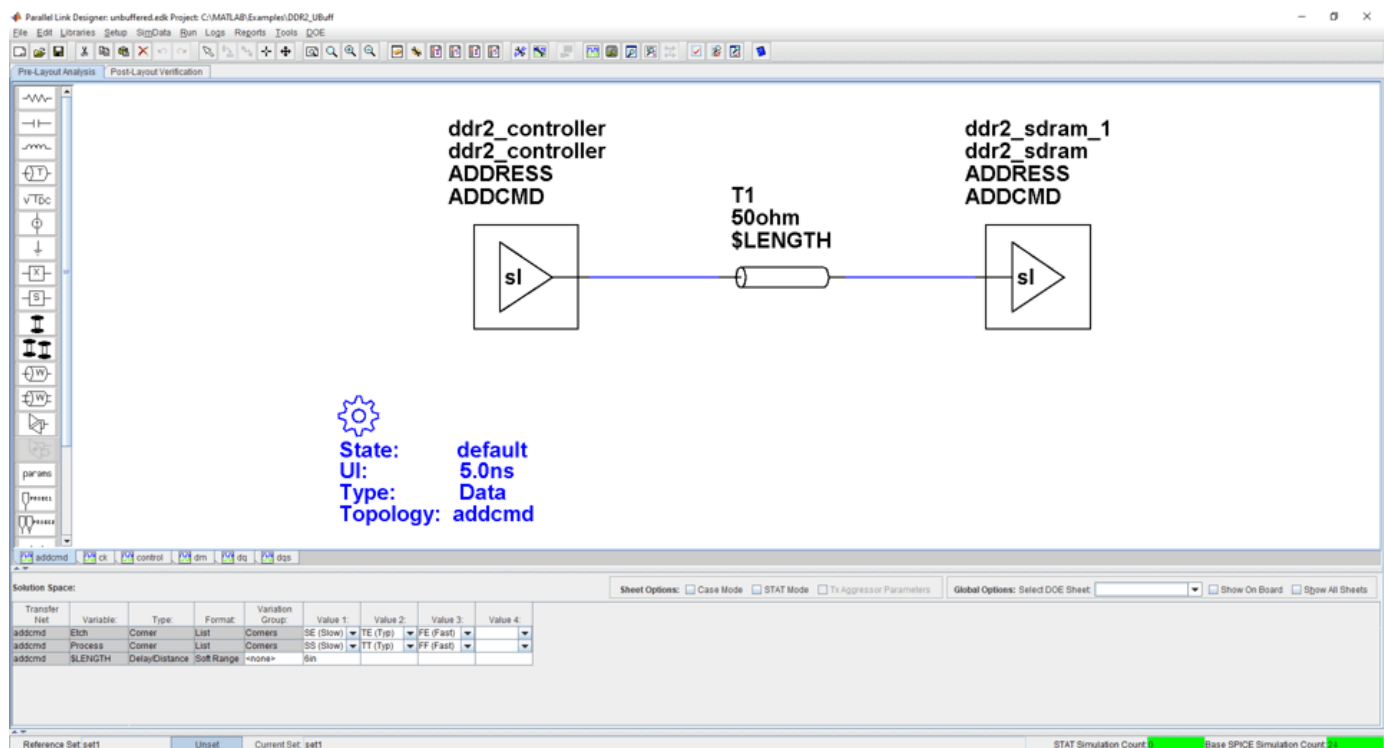 Parallel Link Designer: unbuffered.edk Project: C:\MATLAB\Examples\DDR2_UBuff
File Edit Libraries Setup SimData Run Logs Reports Tools DOE
Pre-Layout Analysis Post-Layout Verification
ddr2_controller
ddr2_controller
ADDRESS
ADDCMD
T1
50ohm
$LENGTH
ddr2_sdram_1
ddr2_sdram
ADDRESS
ADDCMD
sI
sI
T
VTDC
X
S
W
W
params
State: default
UI: 5.0ns
Type: Data
Topology: addcmd
addcmd ck control dm dq dqs
Solution Space:
Sheet Options: Case Mode STAT Mode Tx Aggressor Parameters Global Options: Select DOE Sheet: Show On Board Show All Sheets
Transfer Net Variable: Type: Format: Variation Group: Value 1: Value 2: Value 3: Value 4:
addcmd Etch Corner List Corners SE (Slow) TE (Typ) FE (Fast)
addcmd Process Corner List Corners SS (Slow) TT (Typ) FF (Fast)
addcmd $LENGTH Delay/Distance Soft Range <none> 6in
Reference Set: set1 Unset Current Set: set1 STAT Simulation Count: 0 Base SPICE Simulation Count: 24